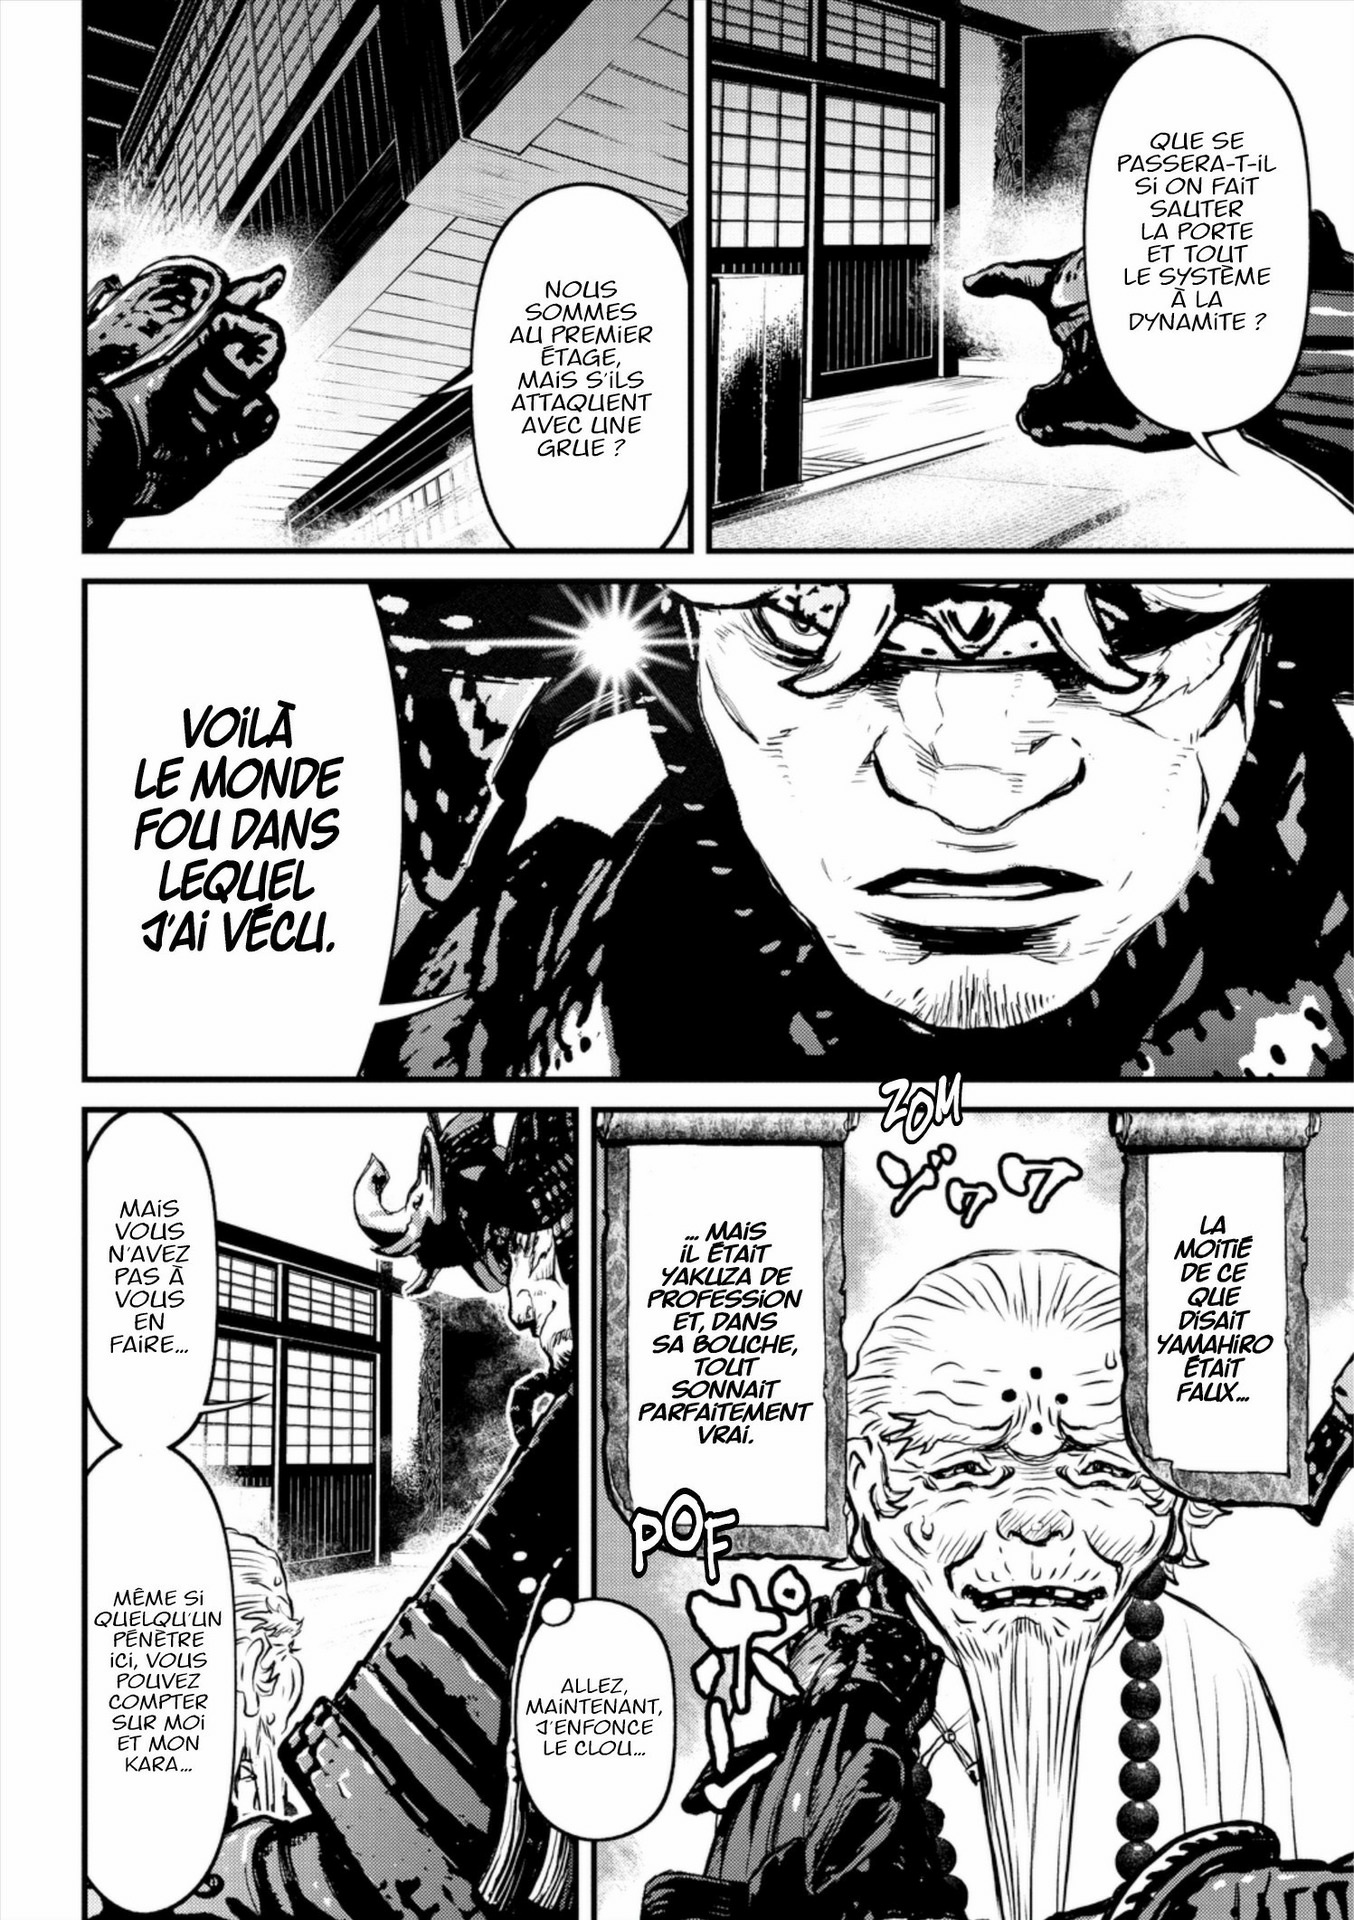 QUE SE
PASSERA-T-iL
Si ON FAiT
SAUTER
LA PORTE
ET TOUT
LE SYSTÈME
À LA
DYNAMiTE ?
NOUS
SOMMES
AU PREMiER
ÉTAGE,
MAiS S'iLS
ATTAQUENT
AVEC UNE
GRUE ?
VOiLÀ
LE MONDE
FOU DANS
LEQUEL
J'Ai VÉCU.
ZOM
ゾワワ
LA
MOiTiÉ
DE CE
QUE
DiSAiT
YAMAHiRO
ÉTAiT
FAUX...
... MAiS
iL ÉTAiT
YAKUZA DE
PROFESSiON
ET, DANS
SA BOUCHE,
TOUT
SONNAiT
PARFAiTEMENT
VRAi.
POF
ポン
ALLEZ,
MAiNTENANT,
J'ENFONCE
LE CLOU...
MAiS
VOUS
N'AVEZ
PAS À
VOUS
EN
FAiRE...
MÊME Si
QUELQU'UN
PÉNÈTRE
iCi, VOUS
POUVEZ
COMPTER
SUR MOi
ET MON
KARA...